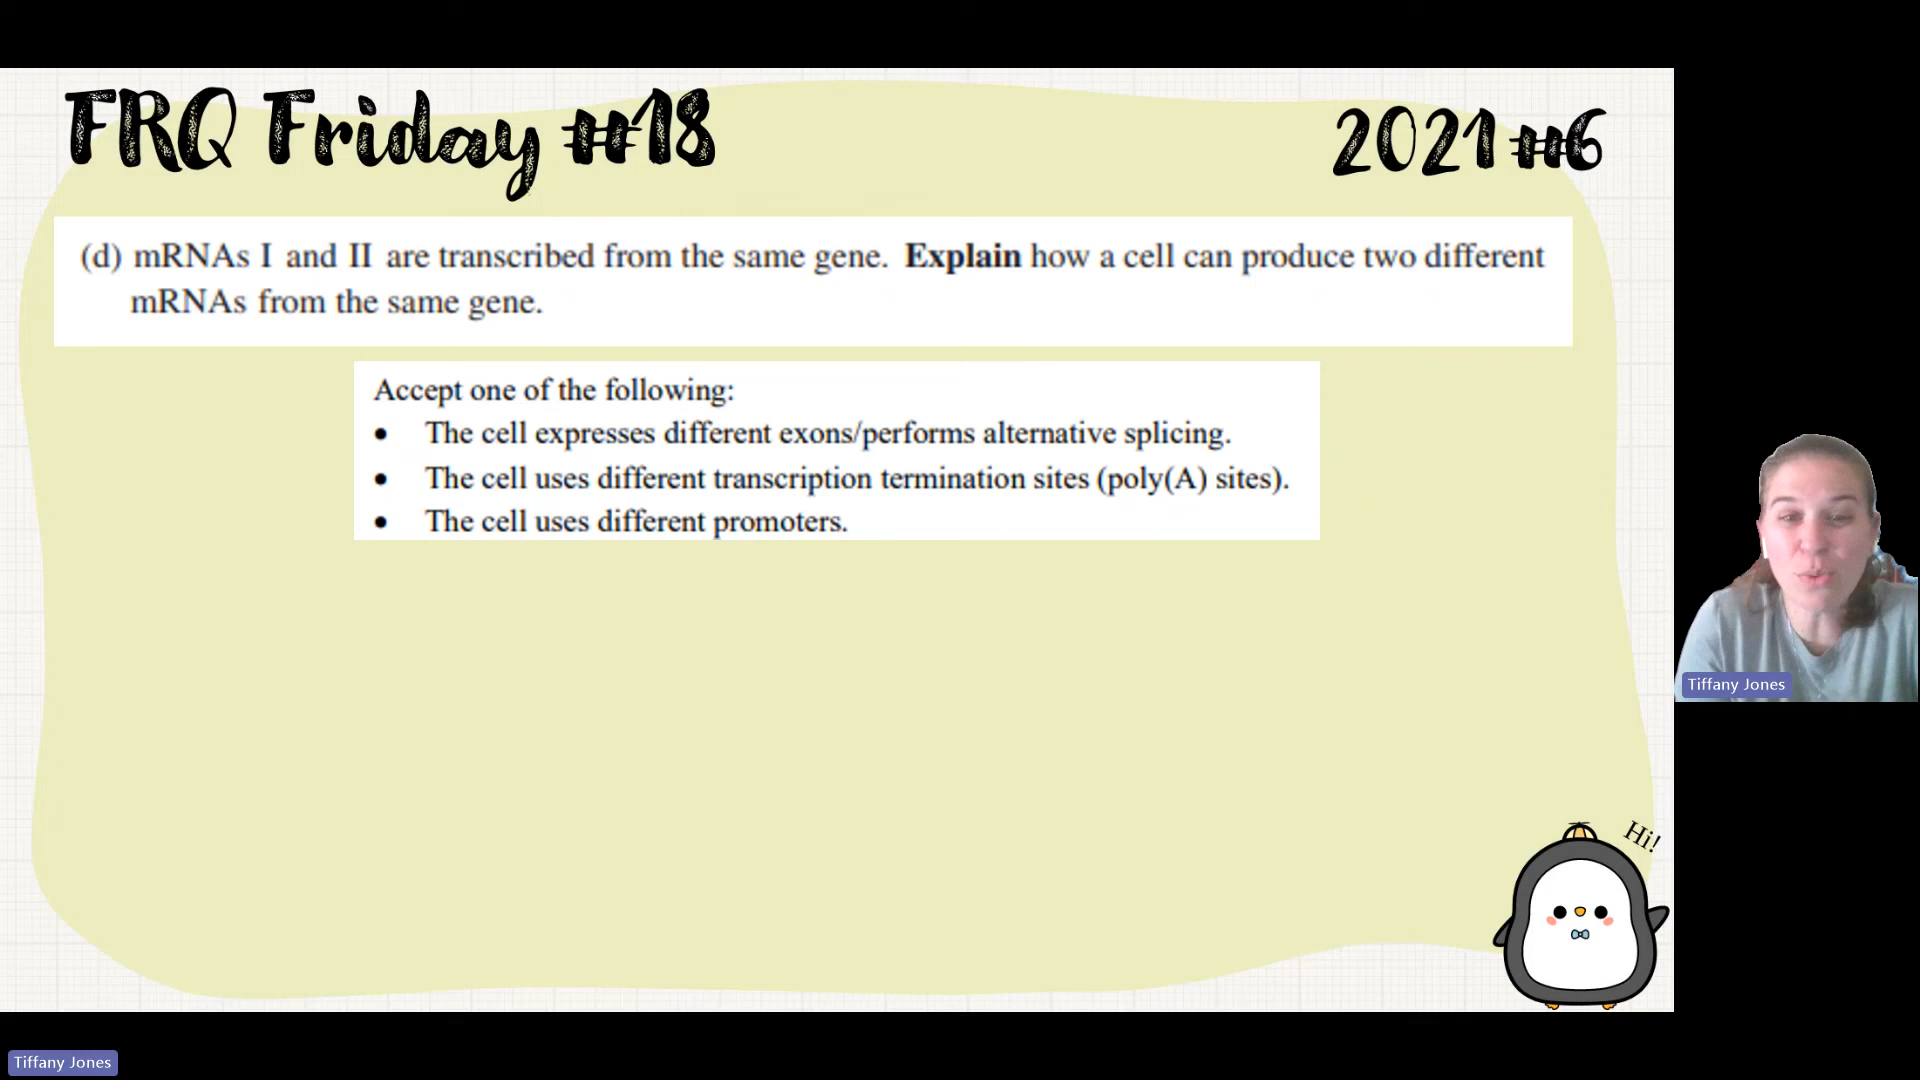 FRQ Friday #18
2021 #6
(d) mRNAs I and II are transcribed from the same gene. Explain how a cell can produce two different
mRNAs from the same gene.
Accept one of the following:
• The cell expresses different exons/performs alternative splicing.
• The cell uses different transcription termination sites (poly(A) sites).
• The cell uses different promoters.
Tiffany Jones
Hi!
Tiffany Jones